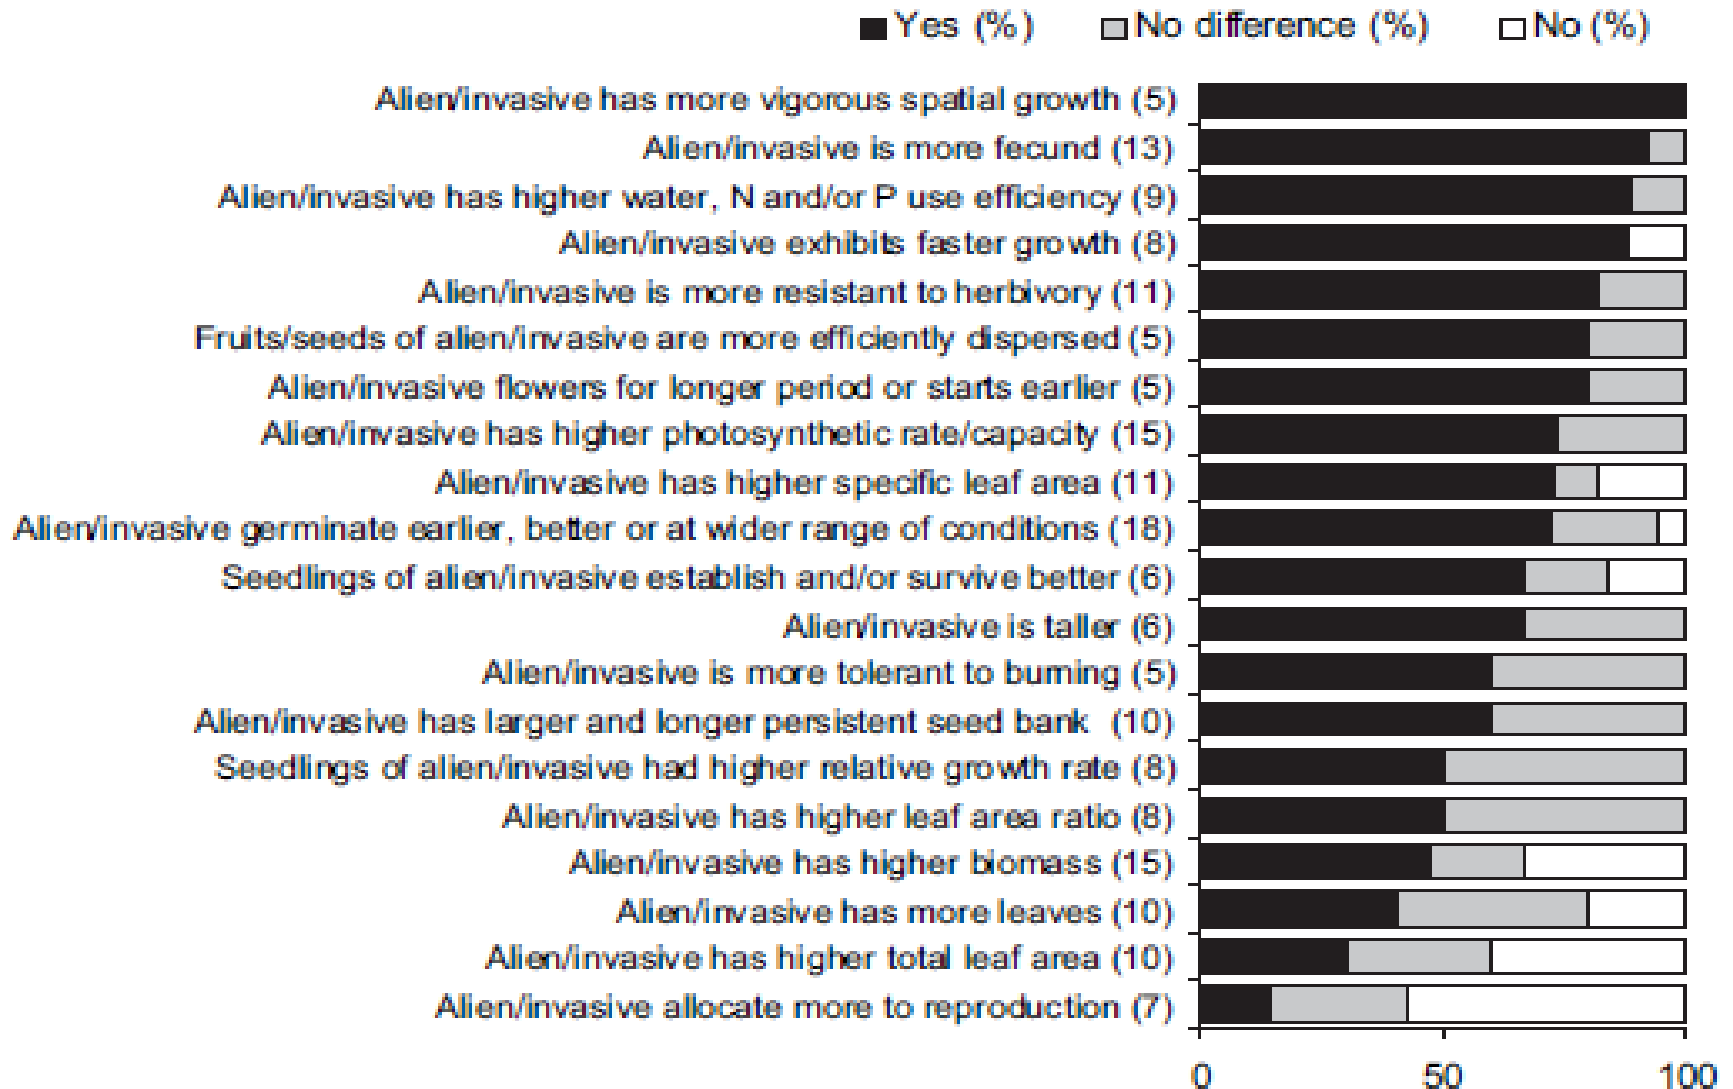 Yes (%) No difference (%) No (%)
Alien/invasive has more vigorous spatial growth (5)
Alien/invasive is more fecund (13)
Alien/invasive has higher water, N and/or P use efficiency (9)
Alien/invasive exhibits faster growth (8)
Alien/invasive is more resistant to herbivory (11)
Fruits/seeds of alien/invasive are more efficiently dispersed (5)
Alien/invasive flowers for longer period or starts earlier (5)
Alien/invasive has higher photosynthetic rate/capacity (15)
Alien/invasive has higher specific leaf area (11)
Alien/invasive germinate earlier, better or at wider range of conditions (18)
Seedlings of alien/invasive establish and/or survive better (6)
Alien/invasive is taller (6)
Alien/invasive is more tolerant to burning (5)
Alien/invasive has larger and longer persistent seed bank (10)
Seedlings of alien/invasive had higher relative growth rate (8)
Alien/invasive has higher leaf area ratio (8)
Alien/invasive has higher biomass (15)
Alien/invasive has more leaves (10)
Alien/invasive has higher total leaf area (10)
Alien/invasive allocate more to reproduction (7)
0 50 100